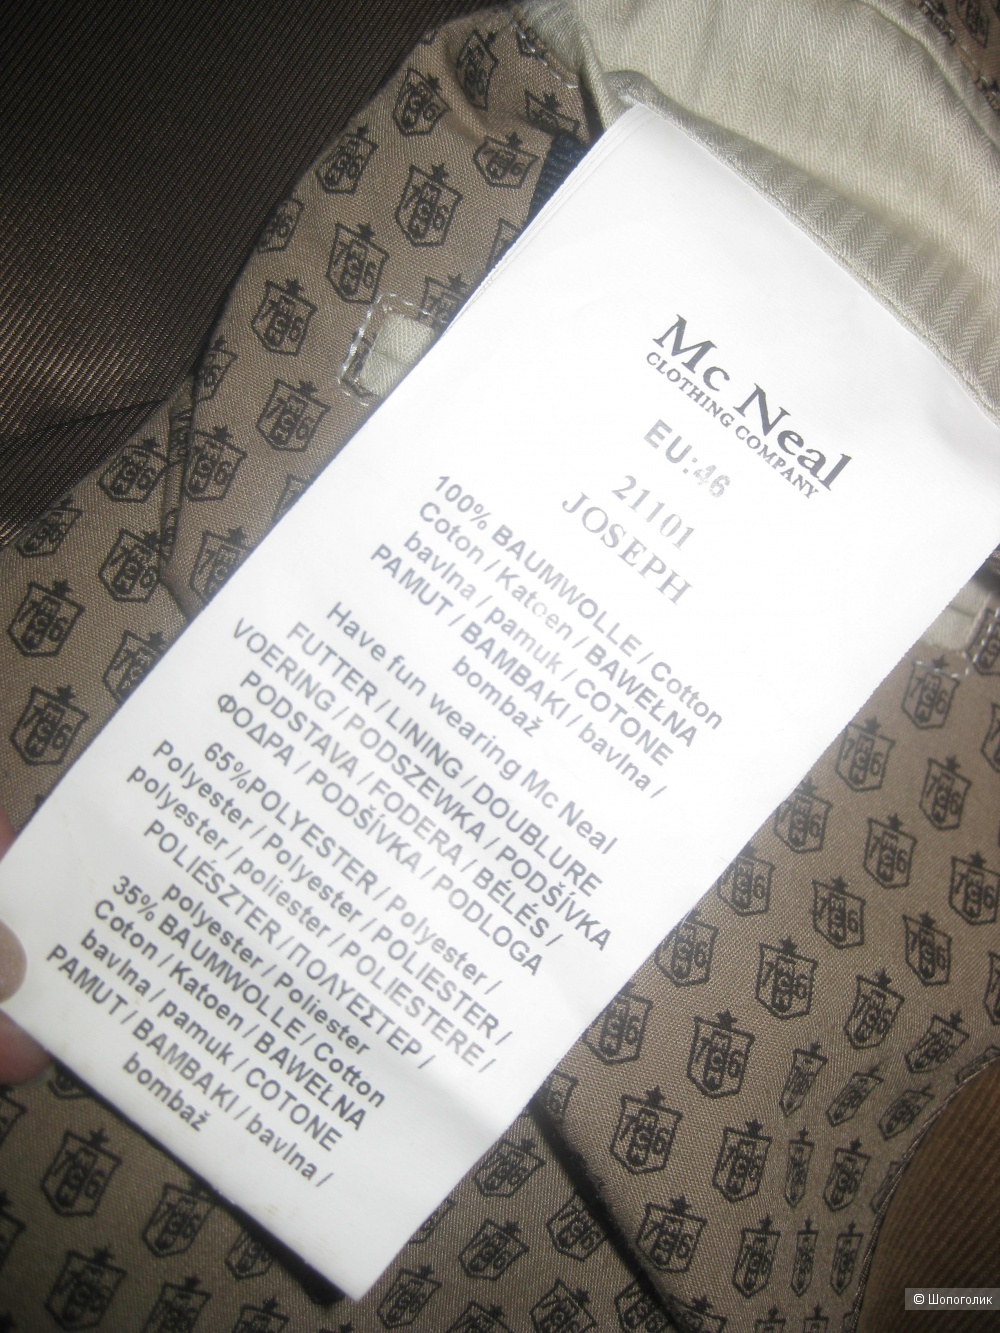 Mc Neal
CLOTHING COMPANY
EU:46
21101
JOSEPH
100% BAUMWOLLE / Cotton
Coton / Katoen / BAWEŁNA
bavlna / pamuk / COTONE
PAMUT / BAMBAKI / bavlna /
bombaž
Have fun wearing Mc Neal
FUTTER / LINING / DOUBLURE
VOERING / PODSZEWKA / PODŠÍVKA
PODSTAVA / FODERA / BÉLÉS /
ΦΟΔΡΑ / PODŠÍVKA / PODLOGA
65%POLYESTER / Polyester /
Polyester / Polyester / POLIESTER /
polyester / poliester / POLIESTERE /
POLIÉSZTER / ΠΟΛΥΕΣΤΕΡ /
polyester / Poliester
35% BAUMWOLLE / Cotton
Coton / Katoen / BAWEŁNA
bavlna / pamuk / COTONE
PAMUT / BAMBAKI / bavlna /
bombaž
© Шопоголик